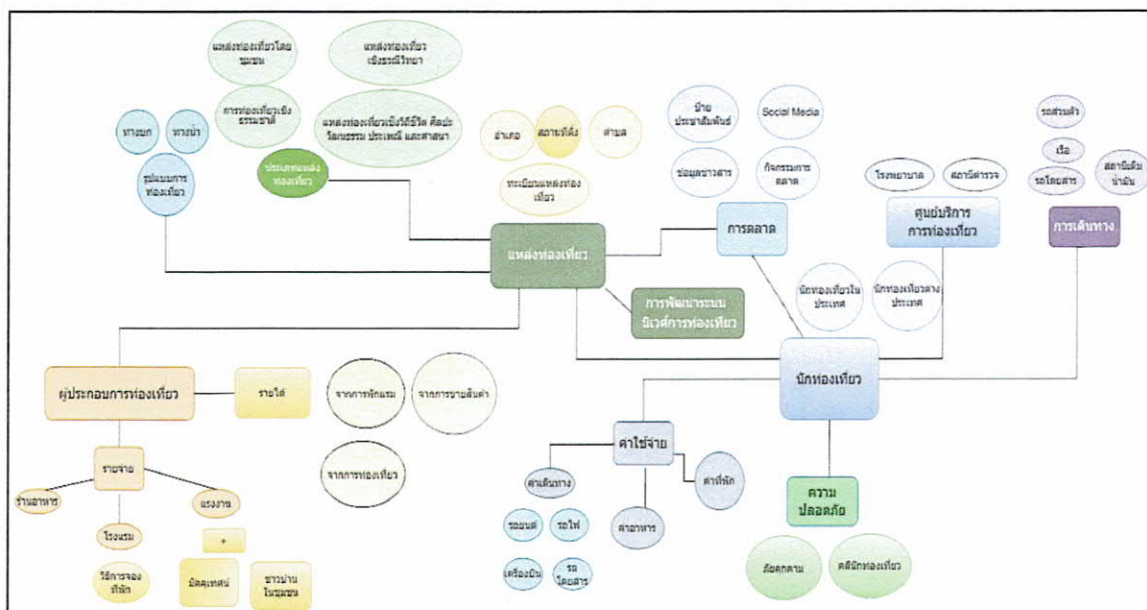 แหล่งท่องเที่ยวโดย
ชุมชน
แหล่งท่องเที่ยว
เชิงธรณีวิทยา
การท่องเที่ยวเชิง
ธรรมชาติ
แหล่งท่องเที่ยวเชิงวิถีชีวิต ศิลปะ
วัฒนธรรม ประเพณี และศาสนา
ทางบก
ทางน้ำ
รูปแบบการ
ท่องเที่ยว
ประเภทแหล่ง
ท่องเที่ยว
อำเภอ
สถานที่ตั้ง
ตำบล
ทะเบียนแหล่งท่อง
เที่ยว
ป้าย
ประชาสัมพันธ์
Social Media
ข้อมูลข่าวสาร
กิจกรรมการ
ตลาด
โรงพยาบาล
สถานีตำรวจ
รถส่วนตัว
เรือ
รถโดยสาร
สถานีเติม
น้ำมัน
แหล่งท่องเที่ยว
การตลาด
ศูนย์บริการ
การท่องเที่ยว
การเดินทาง
การพัฒนาระบบ
นิเวศการท่องเที่ยว
นักท่องเที่ยวใน
ประเทศ
นักท่องเที่ยวต่าง
ประเทศ
นักท่องเที่ยว
ผู้ประกอบการท่องเที่ยว
รายได้
จากการพักแรม
จากการขายสินค้า
จากการท่องเที่ยว
รายจ่าย
ร้านอาหาร
โรงแรม
แรงงาน
วิธีการจอง
ที่พัก
+
มัคคุเทศน์
ชาวบ้าน
ในชุมชน
ค่าใช้จ่าย
ค่าเดินทาง
ค่าอาหาร
ค่าที่พัก
รถยนต์
รถไฟ
เครื่องบิน
รถ
โดยสาร
ความ
ปลอดภัย
ภัยคุกคาม
คดีนักท่องเที่ยว